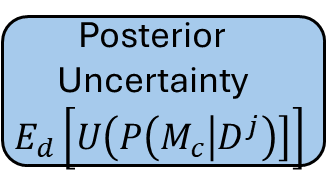 Posterior
Uncertainty
E_d [U(P(M_c|D^j)]]